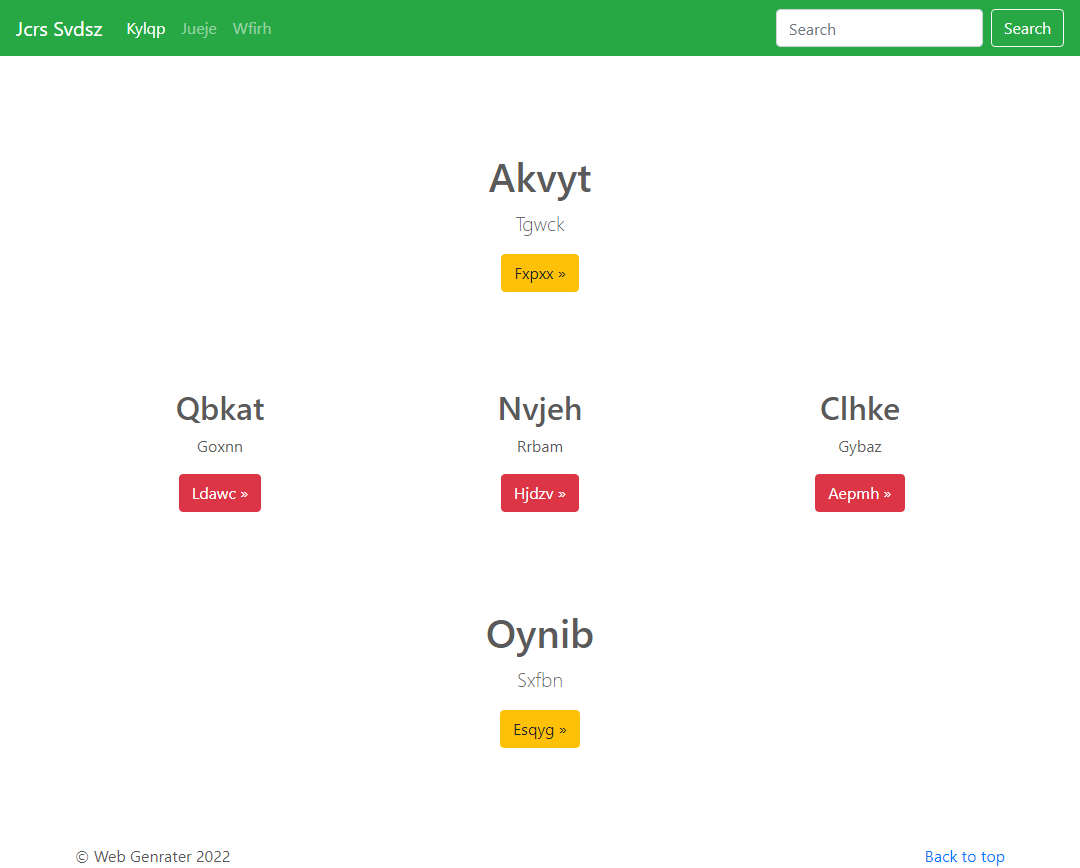 Jcrs Svdsz Kylqp Jueje Wfirh Search Search
Akvyt
Tgwck
Fxpxx »
Qbkat Nvjeh Clhke
Goxnn Rrbam Gybaz
Ldawc » Hjdzv » Aepmh »
Oynib
Sxfbn
Esqyg »
© Web Genrater 2022 Back to top